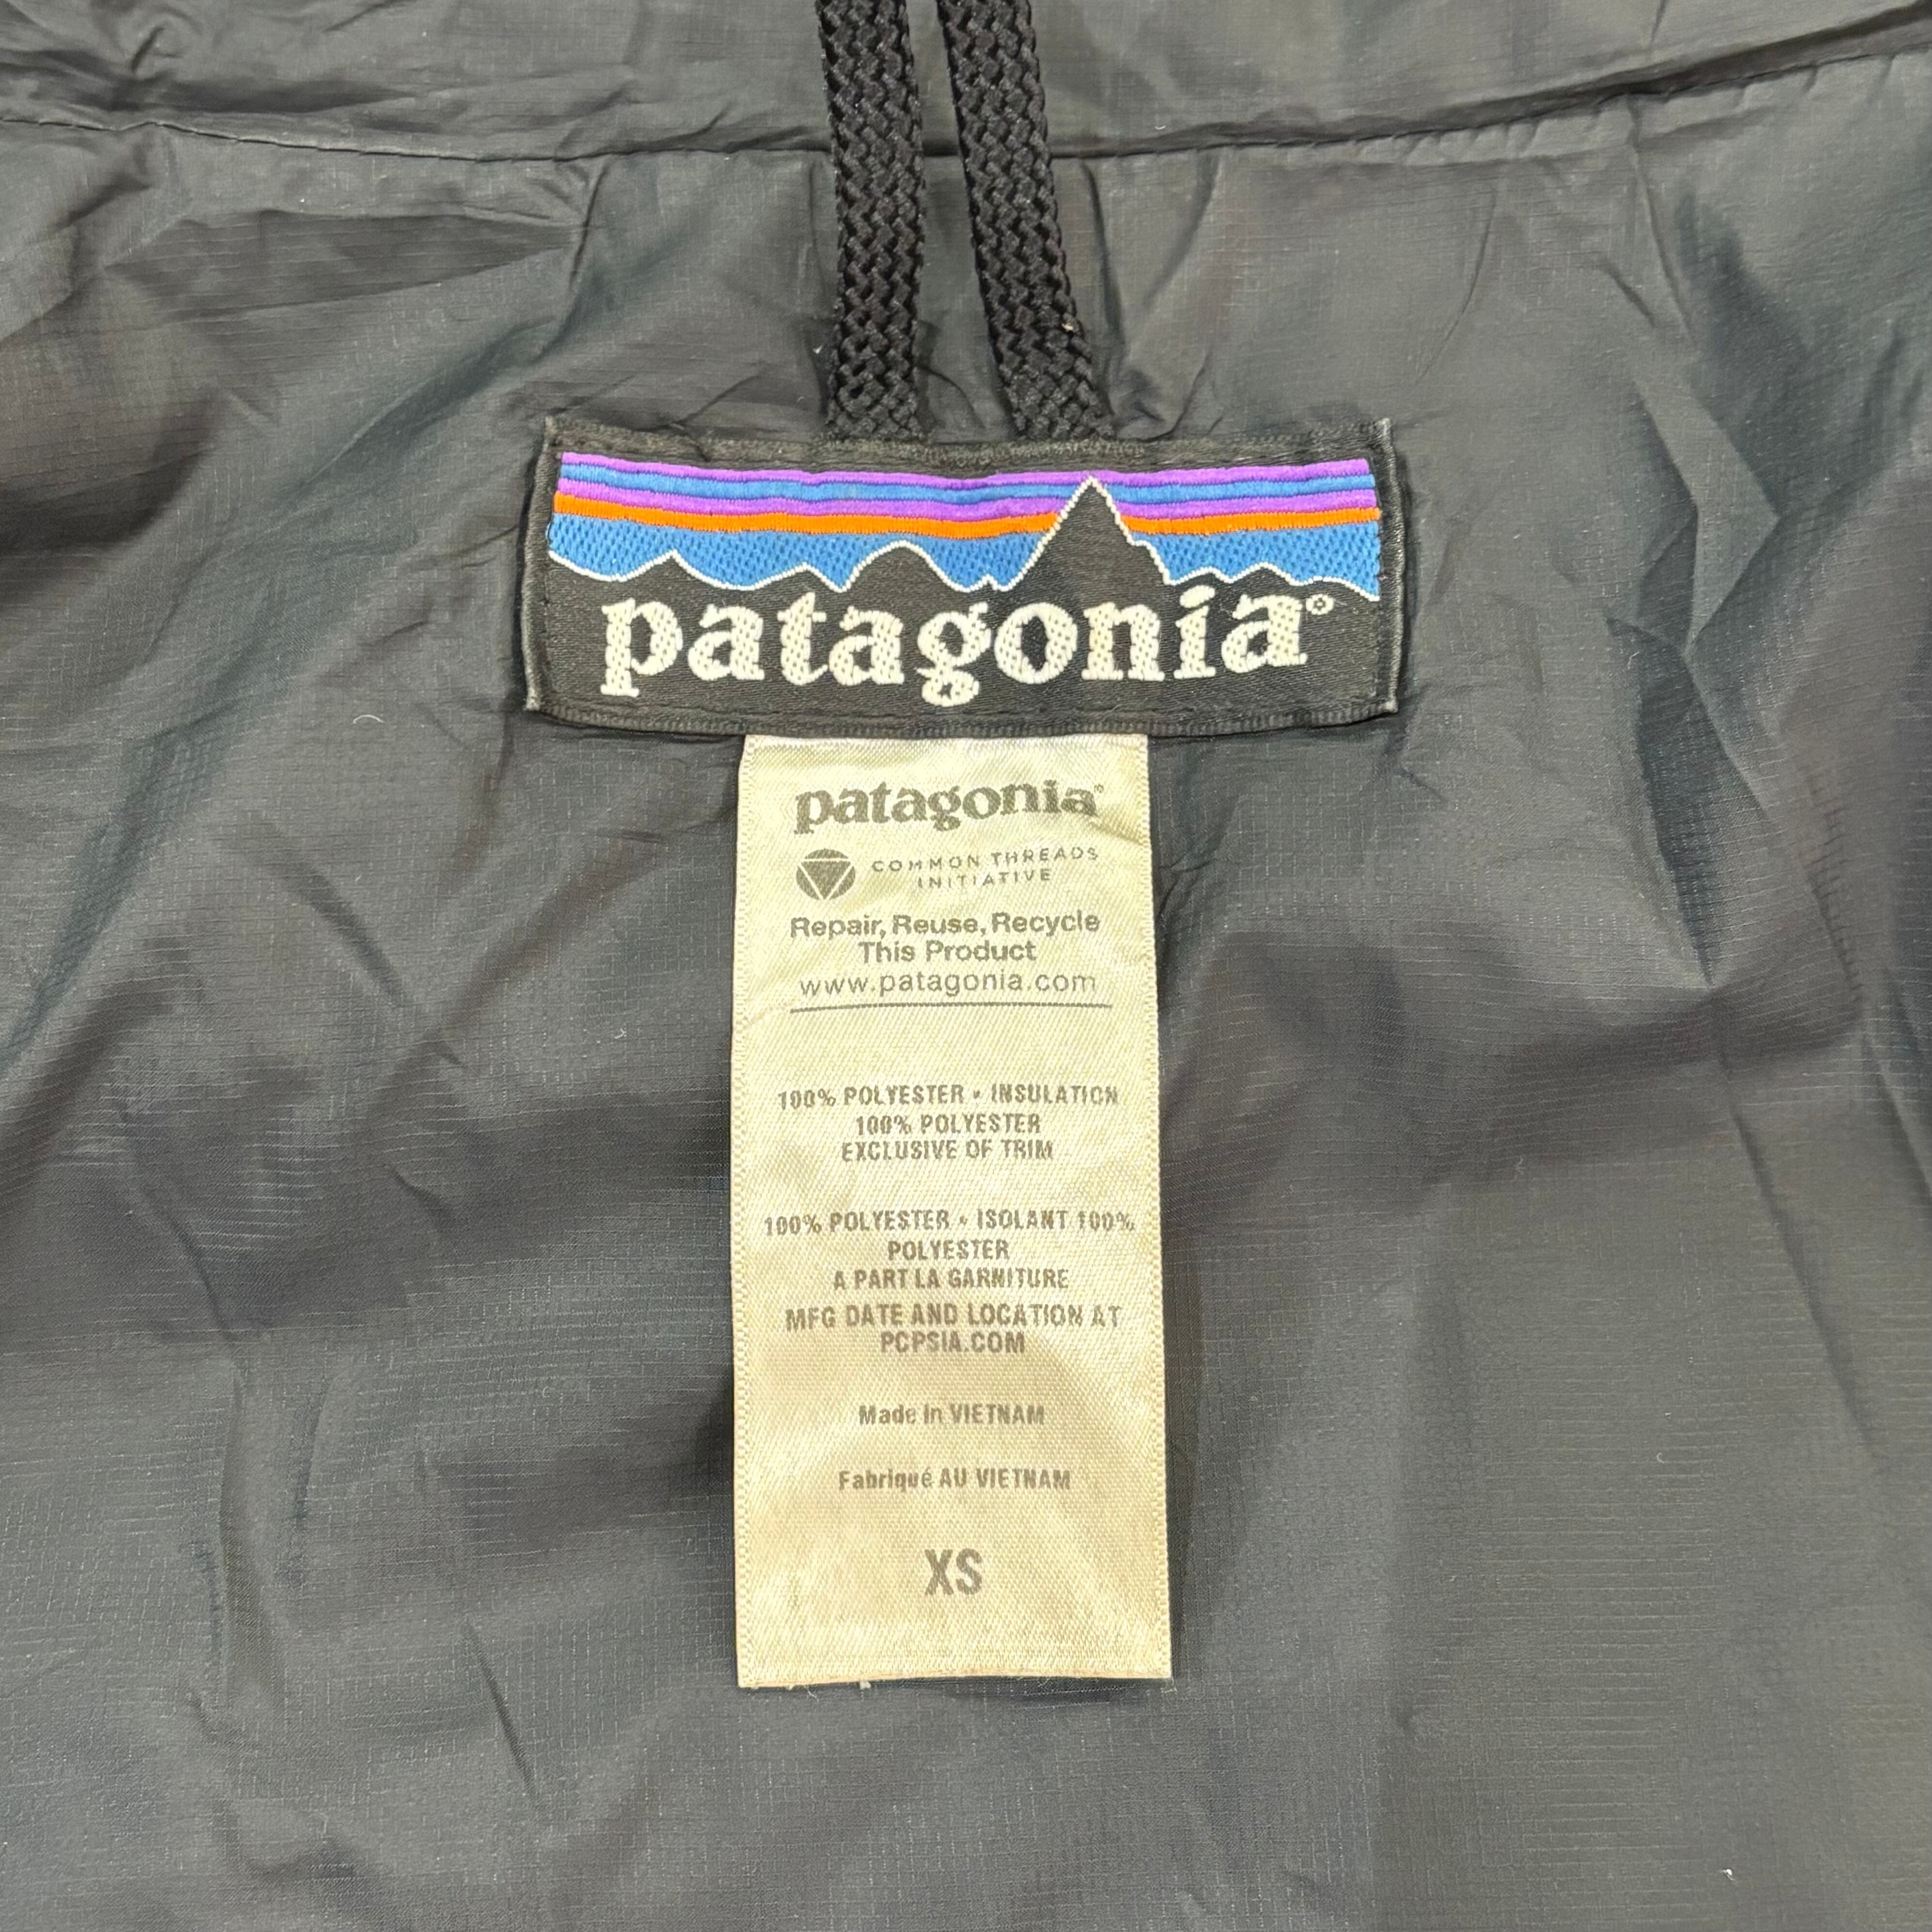 patagonia®
patagonia®
COMMON THREADS
INITIATIVE
Repair, Reuse, Recycle
This Product
www.patagonia.com
100% POLYESTER • INSULATION
100% POLYESTER
EXCLUSIVE OF TRIM
100% POLYESTER • ISOLANT 100%
POLYESTER
A PART LA GARNITURE
MFG DATE AND LOCATION AT
PCPSIA.COM
Made in VIETNAM
Fabriqué AU VIETNAM
XS